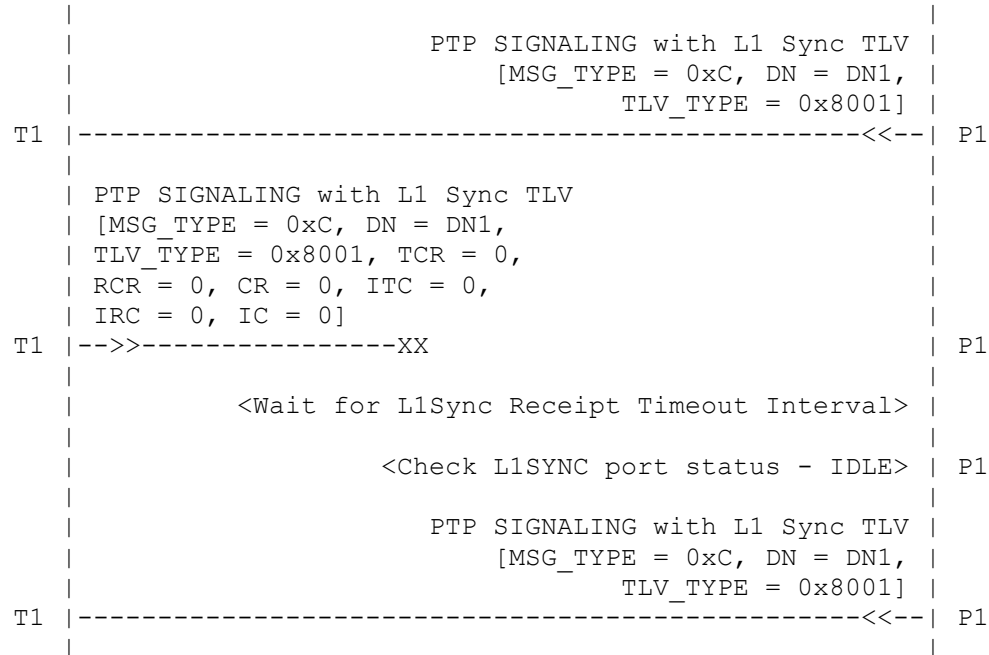 PTP SIGNALING with L1 Sync TLV
[MSG_TYPE = 0xC, DN = DN1,
TLV_TYPE = 0x8001]
T1 |-------------------------------------------------<<--| P1
PTP SIGNALING with L1 Sync TLV
[MSG_TYPE = 0xC, DN = DN1,
TLV_TYPE = 0x8001, TCR = 0,
RCR = 0, CR = 0, ITC = 0,
IRC = 0, IC = 0]
T1 |-->>----------------XX | P1
<Wait for L1Sync Receipt Timeout Interval>
<Check L1SYNC port status - IDLE> | P1
PTP SIGNALING with L1 Sync TLV
[MSG_TYPE = 0xC, DN = DN1,
TLV_TYPE = 0x8001]
T1 |-------------------------------------------------<<--| P1